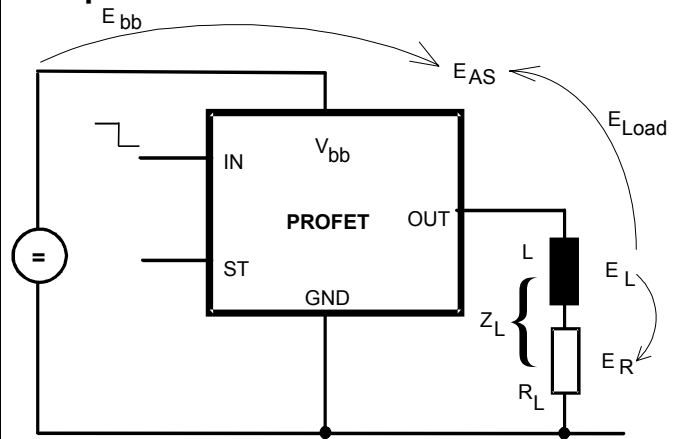 E bb
E AS
E Load
V bb
IN
PROFET
OUT
ST
GND
L
Z L
{
R L
E L
E R
=